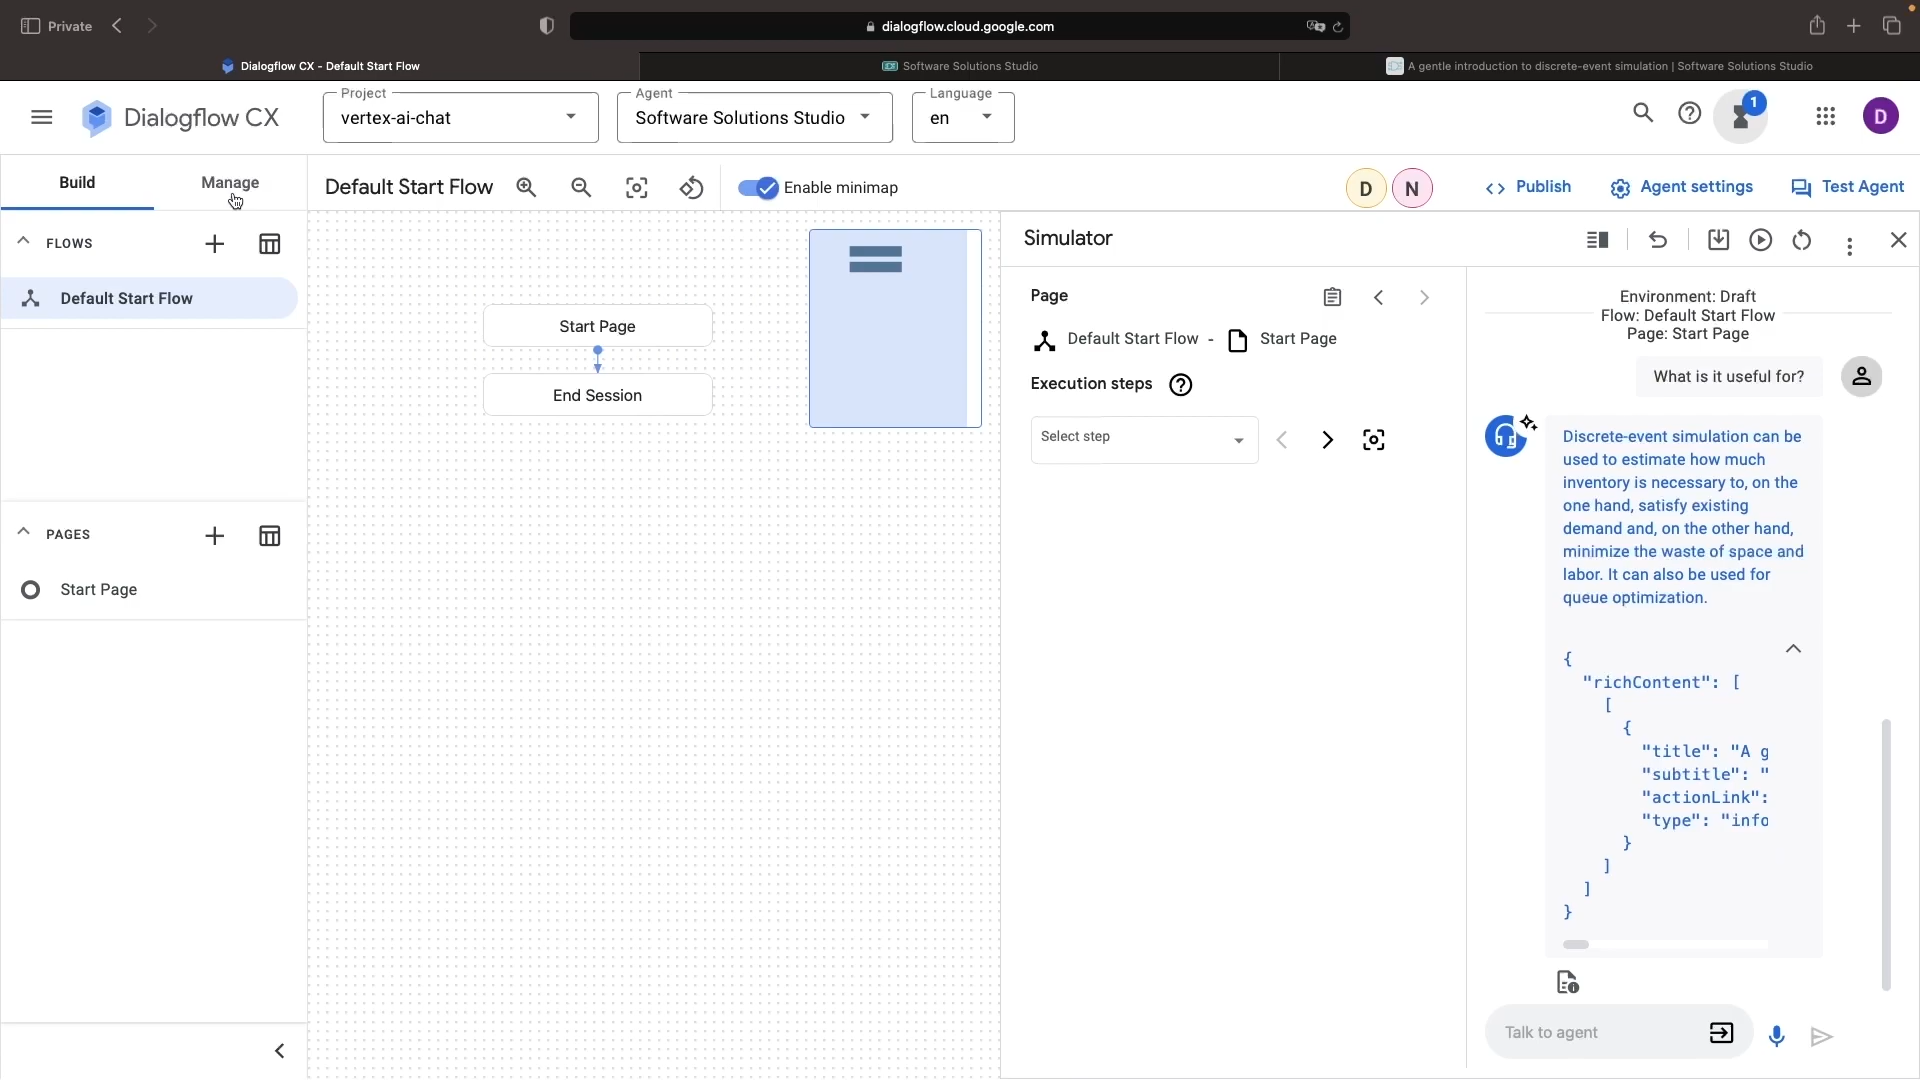 Private
dialogflow.cloud.google.com
Dialogflow CX - Default Start Flow
Software Solutions Studio
A gentle introduction to discrete-event simulation | Software Solutions Studio
Dialogflow CX
Project
vertex-ai-chat
Agent
Software Solutions Studio
Language
en
1
D
Build
Manage
Default Start Flow
Enable minimap
D
N
Publish
Agent settings
Test Agent
FLOWS
Default Start Flow
PAGES
Start Page
Start Page
End Session
Simulator
Page
Default Start Flow - Start Page
Execution steps
Select step
Environment: Draft
Flow: Default Start Flow
Page: Start Page
What is it useful for?
Discrete-event simulation can be
used to estimate how much
inventory is necessary to, on the
one hand, satisfy existing
demand and, on the other hand,
minimize the waste of space and
labor. It can also be used for
queue optimization.
{
"richContent": [
[
{
"title": "A g
"subtitle": "
"actionLink":
"type": "info
}
]
]
}
Talk to agent